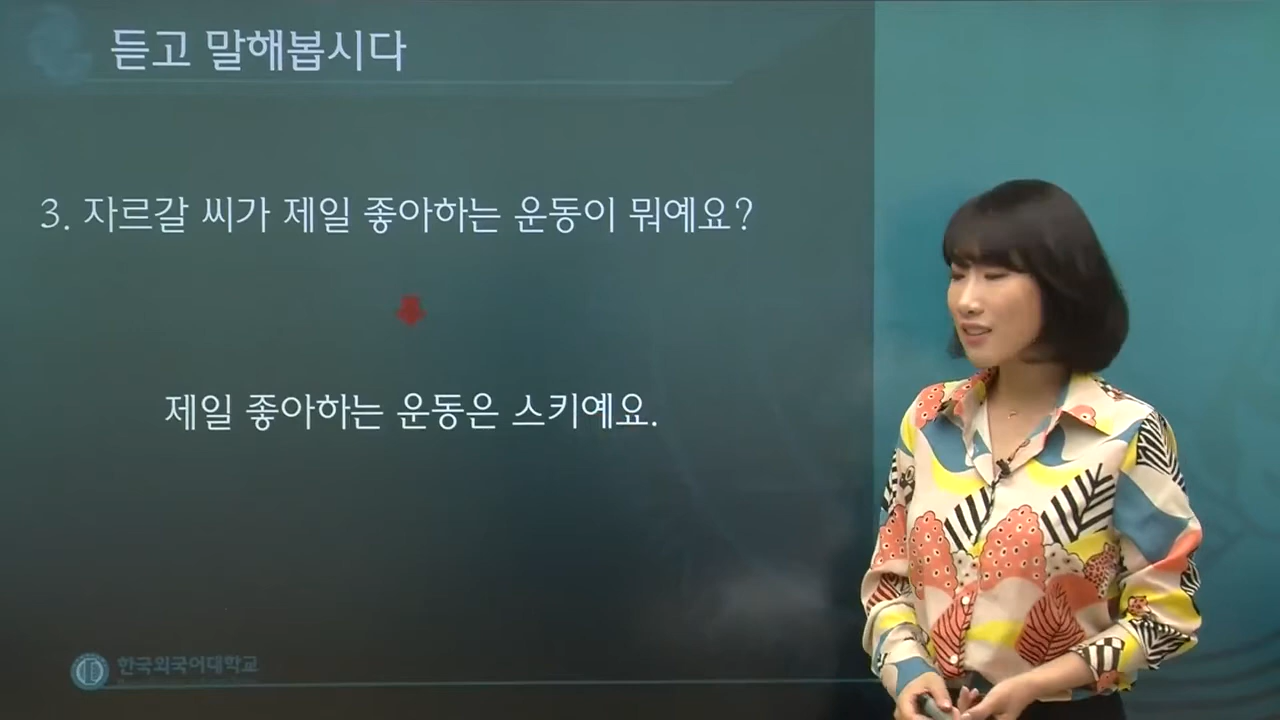 듣고 말해봅시다
3. 자르갈 씨가 제일 좋아하는 운동이 뭐예요?
제일 좋아하는 운동은 스키예요.
한국외국어대학교